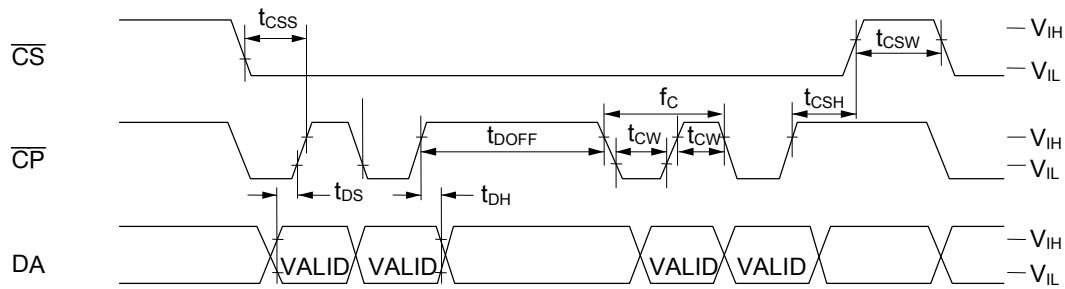 tCSS
CS
tCSW
VIH
VIL
tCSH
fC
CP
tDOFF
tCW
tCW
VIH
VIL
tDS
tDH
DA
VALID
VALID
VALID
VALID
VIH
VIL